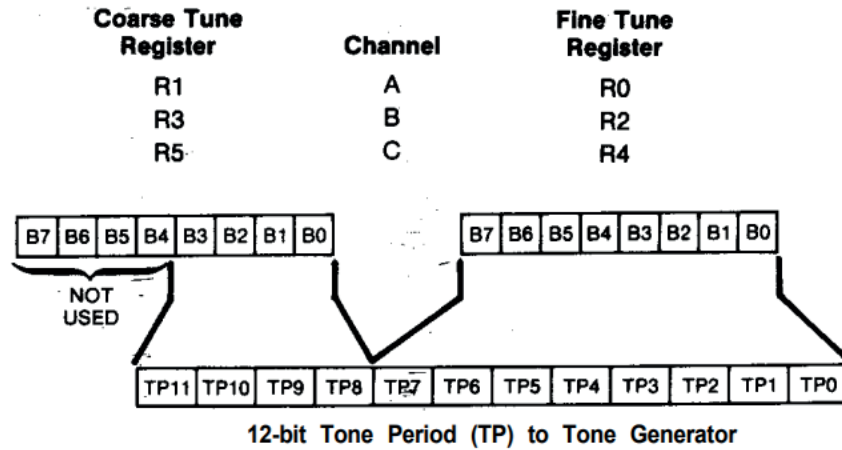 Coarse Tune Register Channel Fine Tune Register
R1 A R0
R3 B R2
R5 C R4
B7 B6 B5 B4 B3 B2 B1 B0 B7 B6 B5 B4 B3 B2 B1 B0
NOT
USED
TP11 TP10 TP9 TP8 TP7 TP6 TP5 TP4 TP3 TP2 TP1 TP0
12-bit Tone Period (TP) to Tone Generator